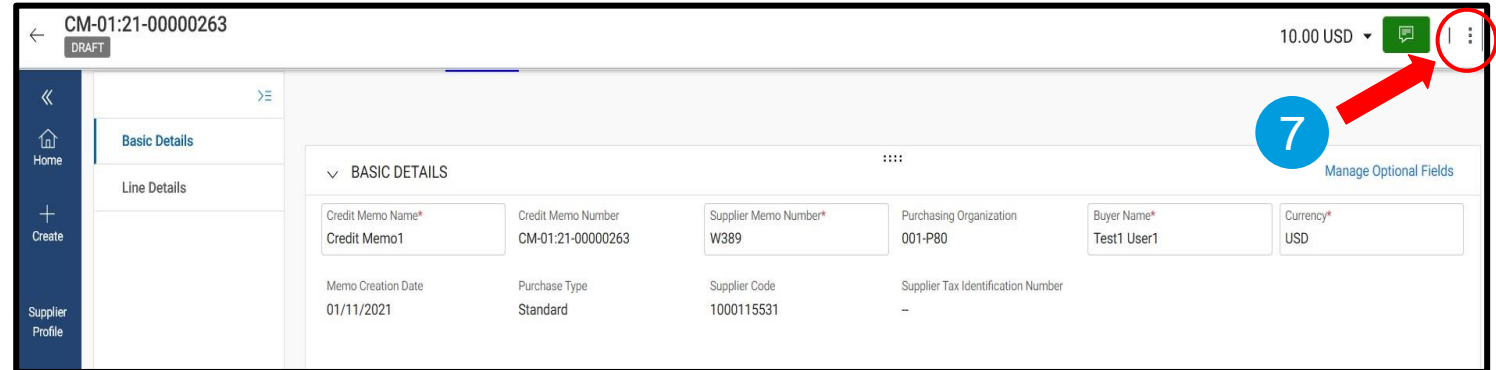 CM-01:21-00000263
DRAFT
10.00 USD
7
Home
Create
Supplier
Profile
Basic Details
Line Details
BASIC DETAILS
Manage Optional Fields
Credit Memo Name* Credit Memo Number Supplier Memo Number* Purchasing Organization Buyer Name* Currency*
Credit Memo1 CM-01:21-00000263 W389 001-P80 Test1 User1 USD
Memo Creation Date Purchase Type Supplier Code Supplier Tax Identification Number
01/11/2021 Standard 1000115531 –